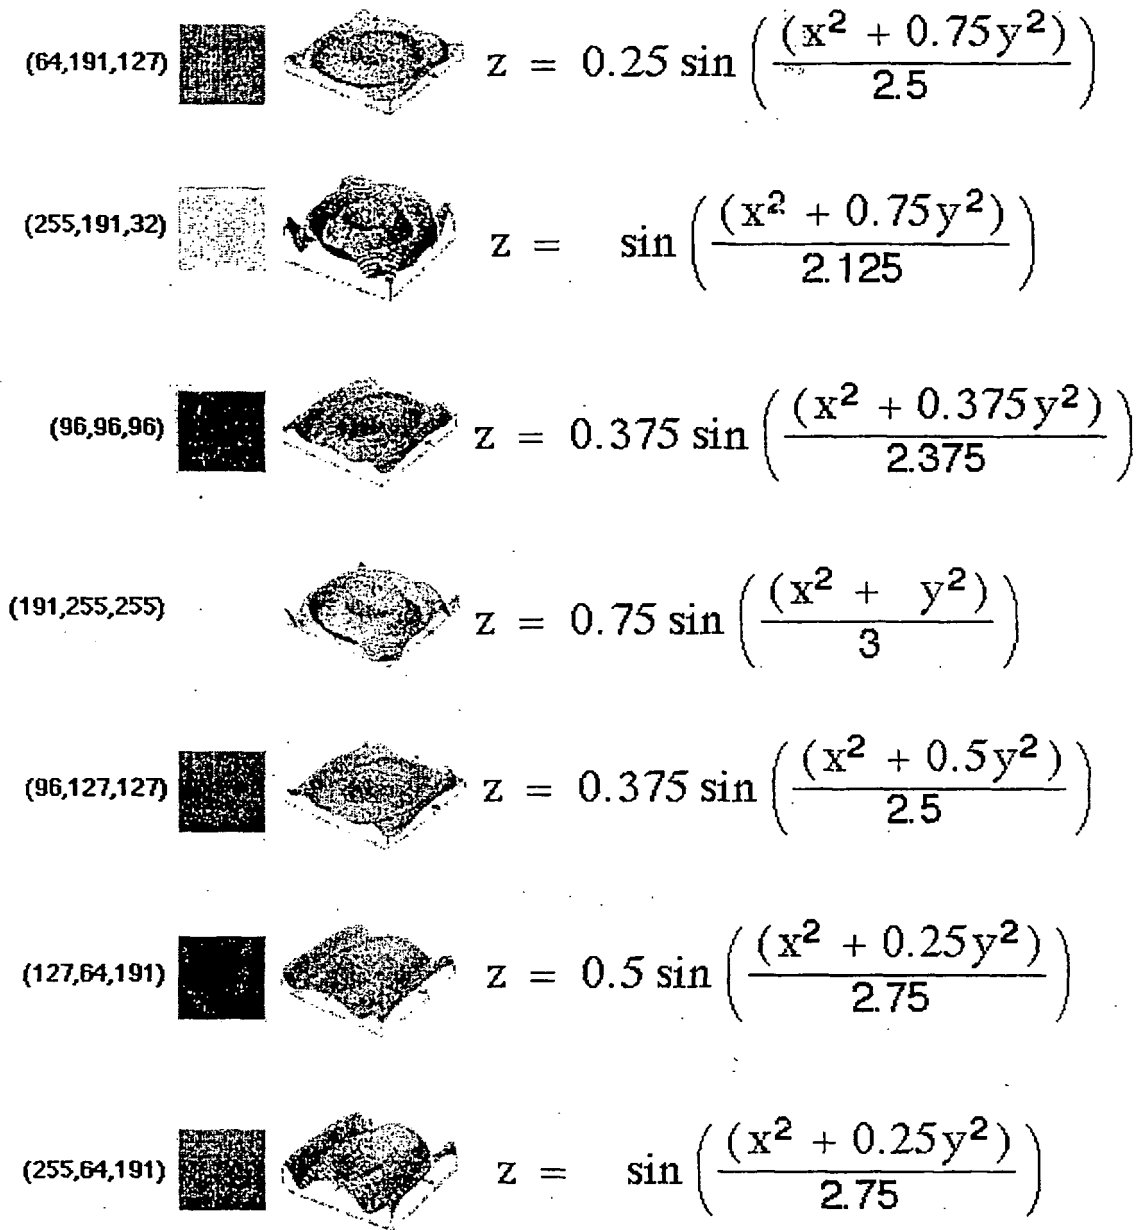 (64,191,127) z = 0.25 sin ( (x² + 0.75y²) / 2.5 )
(255,191,32) z = sin ( (x² + 0.75y²) / 2.125 )
(96,96,96) z = 0.375 sin ( (x² + 0.375y²) / 2.375 )
(191,255,255) z = 0.75 sin ( (x² + y²) / 3 )
(96,127,127) z = 0.375 sin ( (x² + 0.5y²) / 2.5 )
(127,64,191) z = 0.5 sin ( (x² + 0.25y²) / 2.75 )
(255,64,191) z = sin ( (x² + 0.25y²) / 2.75 )